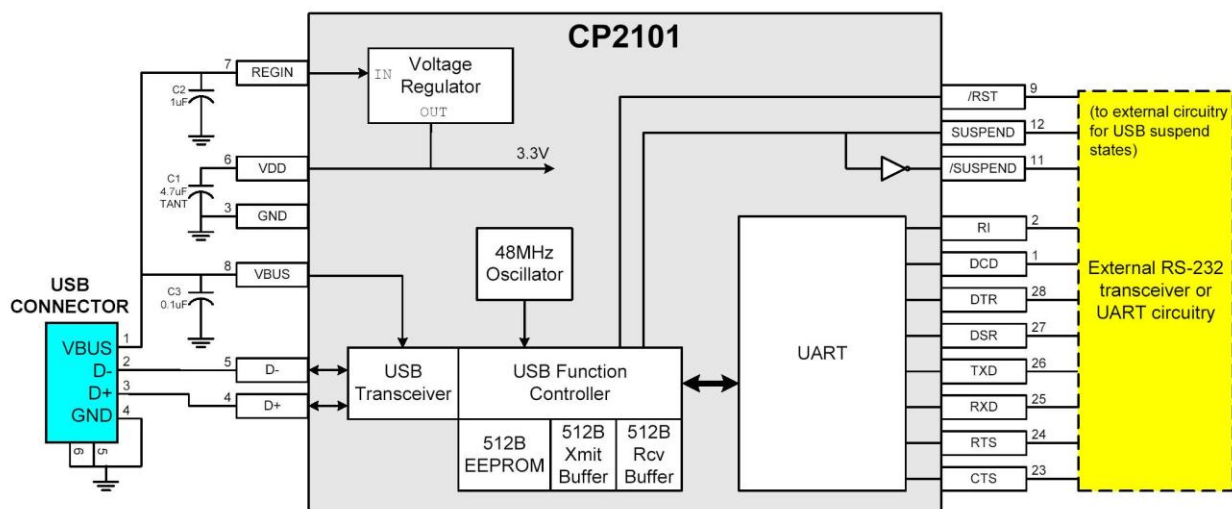 CP2101
7
REGIN
C2
1uF
IN
Voltage
Regulator
OUT
6
VDD
3.3V
C1
4.7uF
TANT
3
GND
8
VBUS
C3
0.1uF
48MHz
Oscillator
USB
CONNECTOR
VBUS
1
D-
2
D+
3
GND
4
6
5
5
D-
4
D+
USB
Transceiver
USB Function
Controller
512B
EEPROM
512B
Xmit
Buffer
512B
Rcv
Buffer
UART
/RST
9
SUSPEND
12
/SUSPEND
11
RI
2
DCD
1
DTR
28
DSR
27
TXD
26
RXD
25
RTS
24
CTS
23
(to external circuitry
for USB suspend
states)
External RS-232
transceiver or
UART circuitry